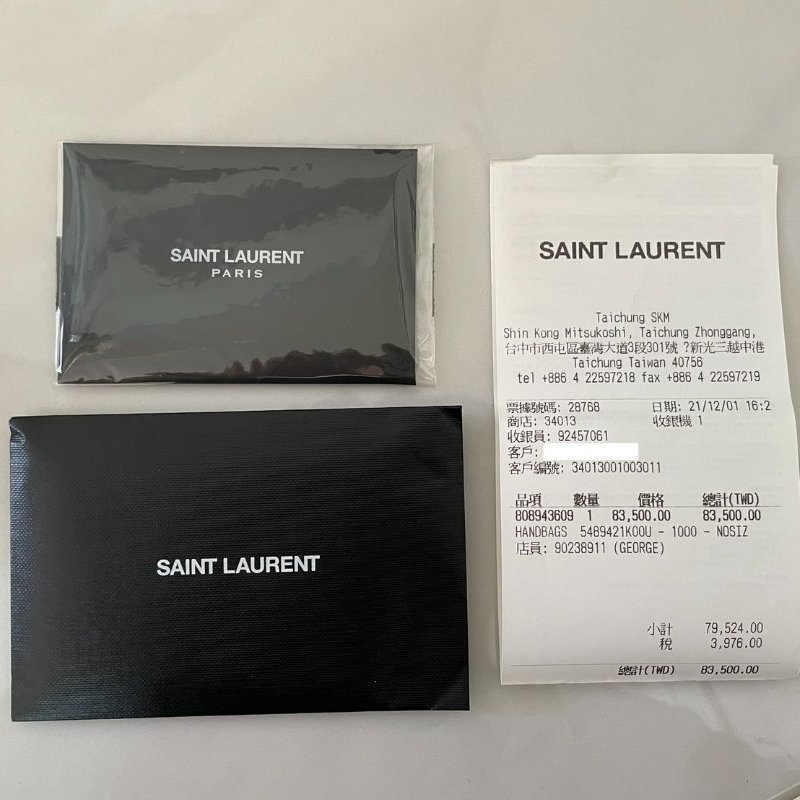 SAINT LAURENT
PARIS
SAINT LAURENT
SAINT LAURENT
Taichung SKM
Shin Kong Mitsukoshi, Taichung Zhonggang,
台中市西屯區臺灣大道3段301號 ?新光三越中港
Taichung Taiwan 40756
tel +886 4 22597218 fax +886 4 22597219
票據號碼: 28768 日期: 21/12/01 16:2
商店: 34013 收銀機 1
收銀員: 92457061
客戶:
客戶編號: 34013001003011
品項 數量 價格 總計(TWD)
808943609 1 83,500.00 83,500.00
HANDBAGS 5489421K0OU - 1000 - NOSIZ
店員: 90238911 (GEORGE)
小計 79,524.00
稅 3,976.00
總計(TWD) 83,500.00